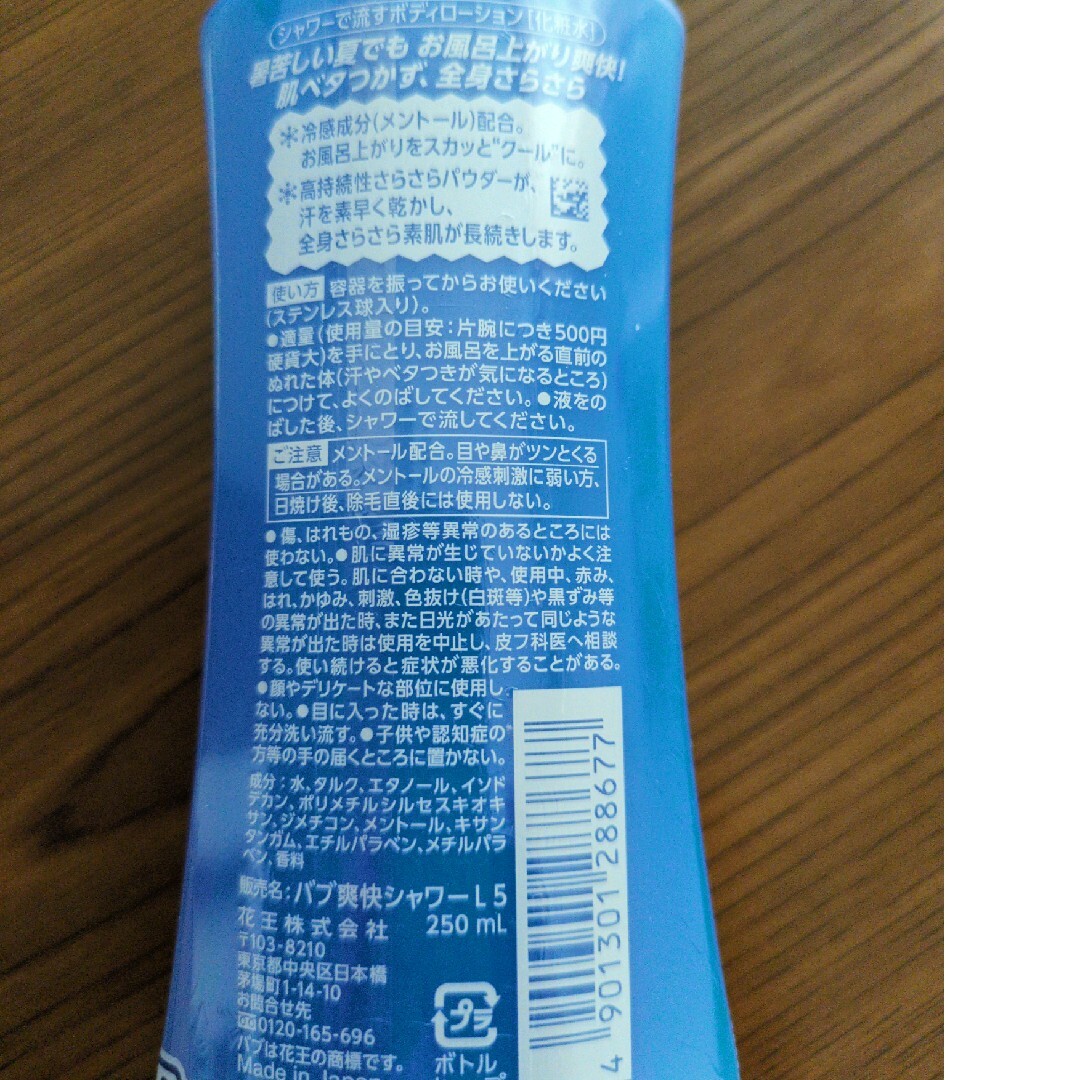 シャワーで流すボディローション［化粧水］
暑苦しい夏でも お風呂上がり爽快！
肌ベタつかず、全身さらさら
＊冷感成分(メントール)配合。
お風呂上がりをスカッと"クール"に。
＊高持続性さらさらパウダーが、
汗を素早く乾かし、
全身さらさら素肌が長続きします。
使い方 容器を振ってからお使いください
(ステンレス球入り)。
●適量(使用量の目安：片腕につき500円
硬貨大)を手にとり、お風呂を上がる直前の
ぬれた体(汗やベタつきが気になるところ)
につけて、よくのばしてください。●液をの
ばした後、シャワーで流してください。
ご注意 メントール配合。目や鼻がツンとくる
場合がある。メントールの冷感刺激に弱い方、
日焼け後、除毛直後には使用しない。
●傷、はれもの、湿疹等異常のあるところには
使わない。●肌に異常が生じていないかよく注
意して使う。肌に合わない時や、使用中、赤み、
はれ、かゆみ、刺激、色抜け(白斑等)や黒ずみ等
の異常が出た時、また日光があたって同じような
異常が出た時は使用を中止し、皮フ科医へ相談
する。使い続けると症状が悪化することがある。
●顔やデリケートな部位に使用し
ない。●目に入った時は、すぐに
充分洗い流す。●子供や認知症の
方等の手の届くところに置かない。
成分：水、タルク、エタノール、イソド
デカン、ポリメチルシルセスキオキ
サン、ジメチコン、メントール、キサン
タンガム、エチルパラベン、メチルパラ
ベン、香料
販売名：バブ爽快シャワーL 5
花王株式会社 250 mL
〒103-8210
東京都中央区日本橋
茅場町1-14-10
お問合せ先
0120-165-696
バブは花王の商標です。
Made in Japan
プラ
ボトル
4 901301 288677